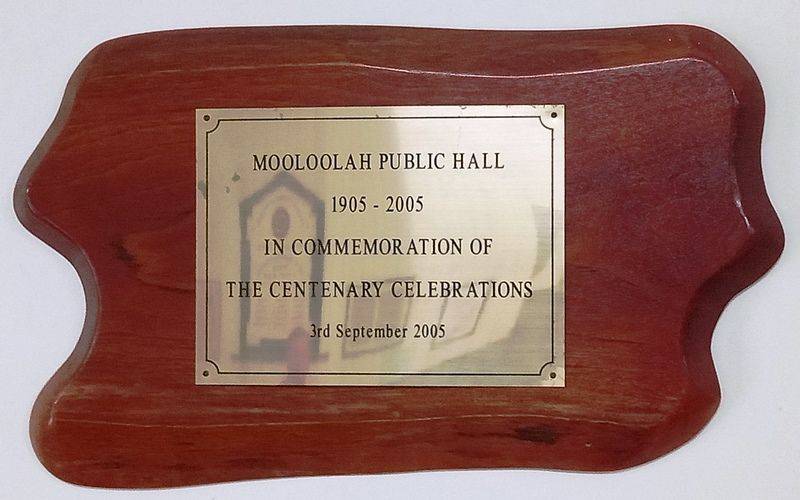 MOOLOOLAH PUBLIC HALL
1905 - 2005
IN COMMEMORATION OF
THE CENTENARY CELEBRATIONS
3rd September 2005